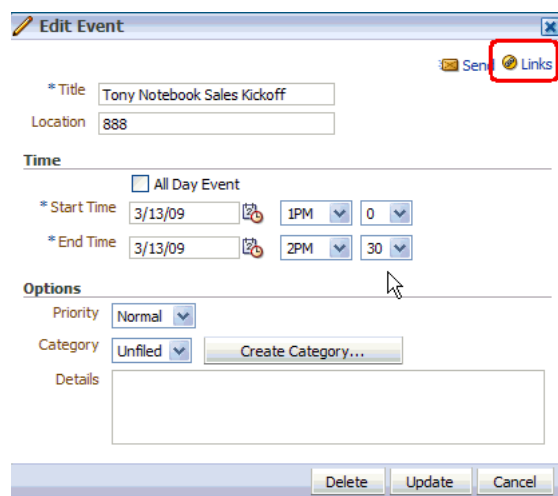 Edit Event
Send Links
* Title Tony Notebook Sales Kickoff
Location 888
Time
All Day Event
* Start Time 3/13/09 1PM 0
* End Time 3/13/09 2PM 30
Options
Priority Normal
Category Unfiled Create Category...
Details
Delete Update Cancel